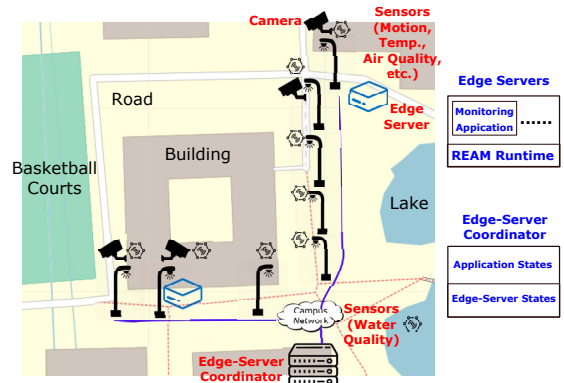 Camera
Sensors
(Motion,
Temp.,
Air Quality,
etc.)
Road
Edge
Server
Building
Basketball
Courts
Lake
Campus
Network
Sensors
(Water
Quality)
Edge-Server
Coordinator
Edge Servers
Monitoring
Appication
......
REAM Runtime
Edge-Server
Coordinator
Application States
Edge-Server States